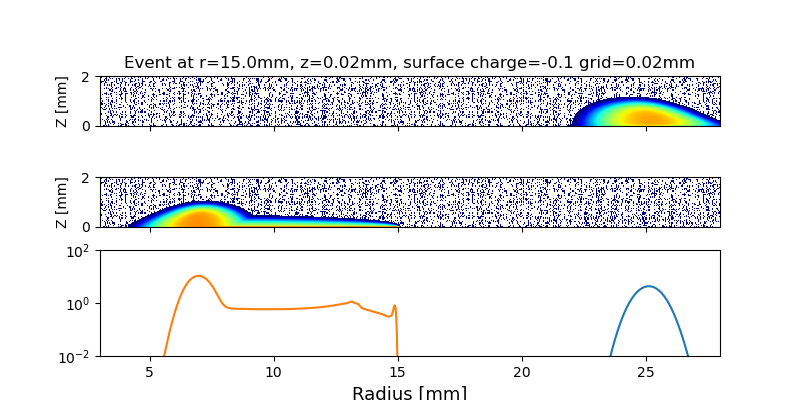 Event at r=15.0mm, z=0.02mm, surface charge=-0.1 grid=0.02mm
2
0
Z [mm]
2
0
Z [mm]
10²
10⁰
10⁻²
5 10 15 20 25
Radius [mm]